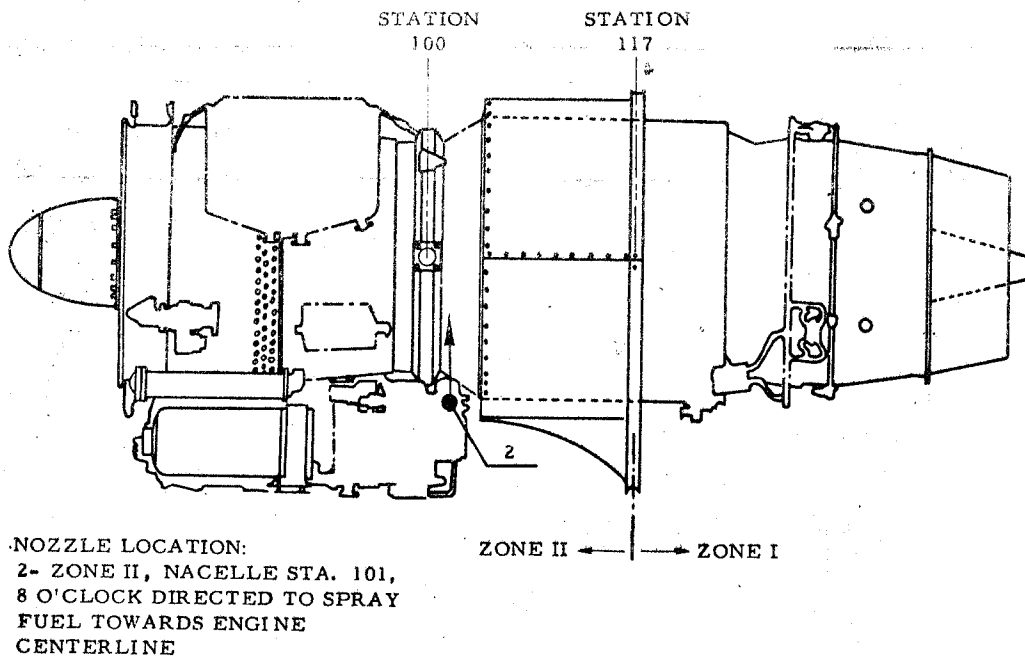 STATION
100
STATION
117
2
ZONE II
ZONE I
NOZZLE LOCATION:
2- ZONE II, NACELLE STA. 101,
8 O'CLOCK DIRECTED TO SPRAY
FUEL TOWARDS ENGINE
CENTERLINE